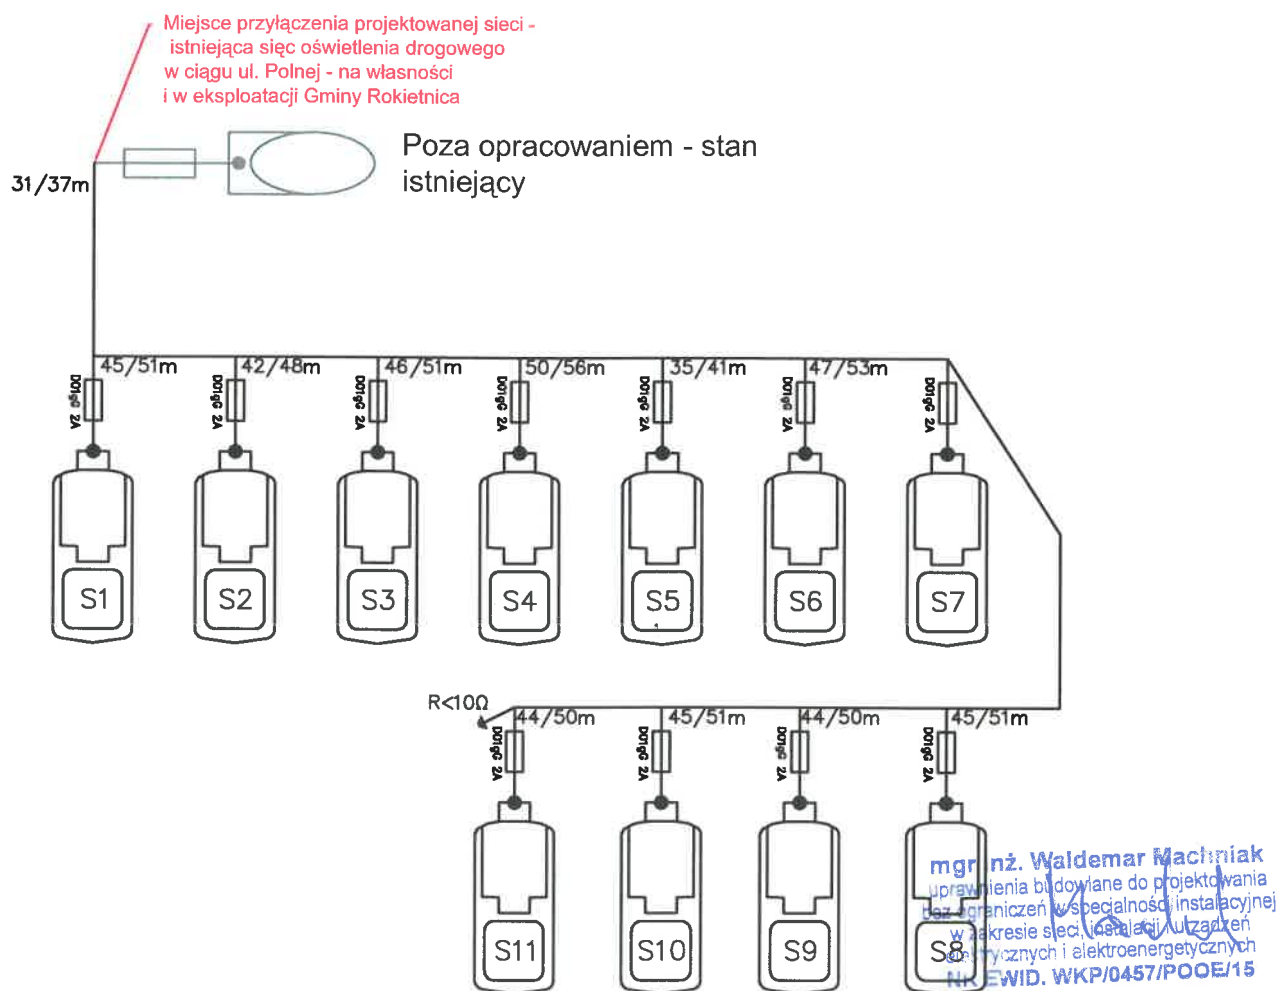 Miejsce przyłączenia projektowanej sieci -
istniejąca sięc oświetlenia drogowego
w ciągu ul. Polnej - na własności
i w eksploatacji Gminy Rokietnica
Poza opracowaniem - stan
istniejący
31/37m
45/51m
42/48m
46/51m
50/56m
35/41m
47/53m
D01gG 2A
D01gG 2A
D01gG 2A
D01gG 2A
D01gG 2A
D01gG 2A
D01gG 2A
S1
S2
S3
S4
S5
S6
S7
R<10Ω
44/50m
45/51m
44/50m
45/51m
D01gG 2A
D01gG 2A
D01gG 2A
D01gG 2A
S11
S10
S9
S8
mgr inż. Waldemar Machniak
uprawnienia budowlane do projektowania
bez ograniczeń w specjalności instalacyjnej
w zakresie sieci, instalacji i urządzeń
elektrycznych i elektroenergetycznych
NR EWID. WKP/0457/POOE/15